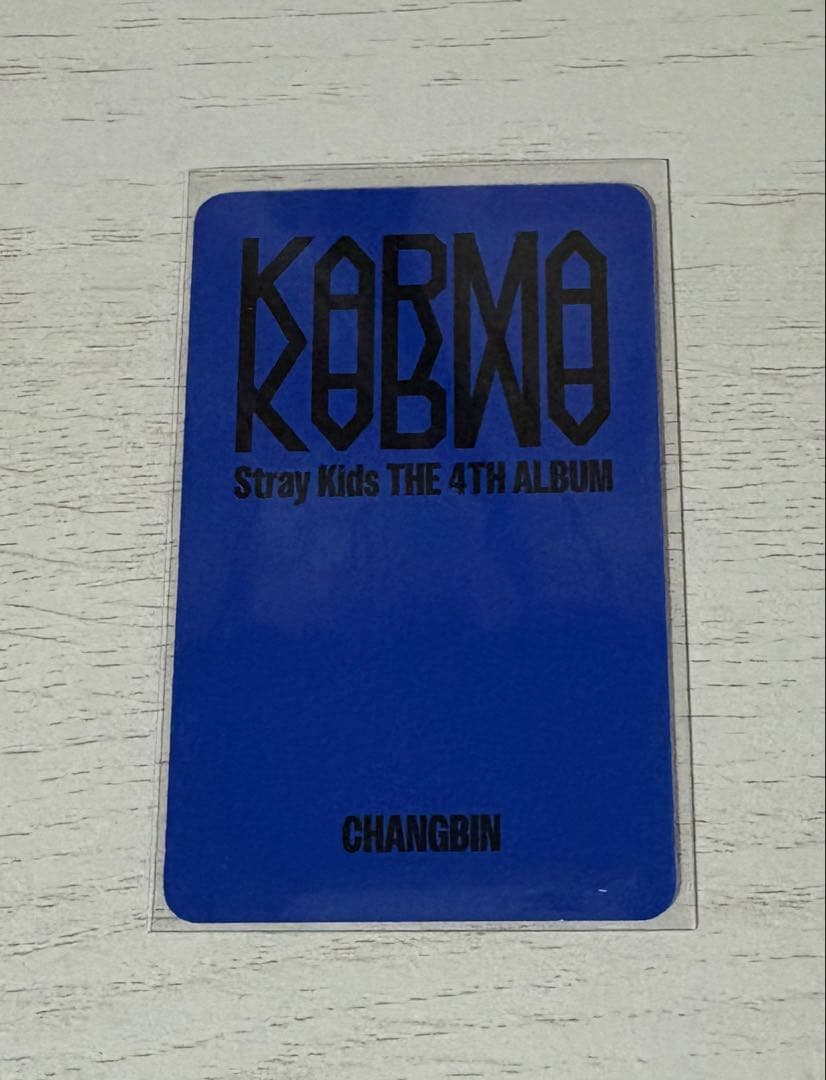 KARMA
Stray Kids THE 4TH ALBUM
CHANGBIN